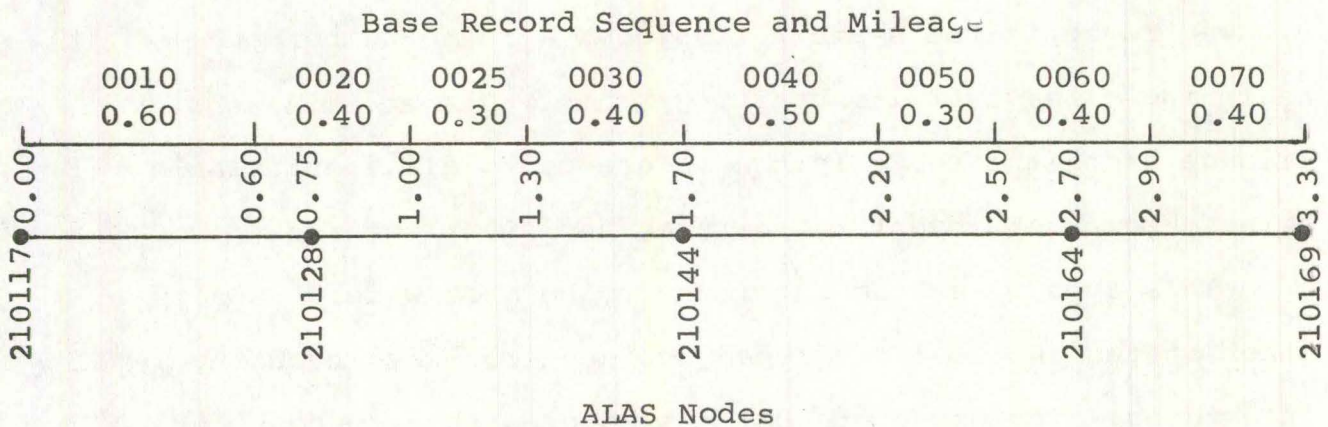 Base Record Sequence and Mileage
0010 0020 0025 0030 0040 0050 0060 0070
0.60 0.40 0.30 0.40 0.50 0.30 0.40 0.40
0.00 0.60 0.75 1.00 1.30 1.70 2.20 2.50 2.70 2.90 3.30
210117 210128 210144 210164 210169
ALAS Nodes